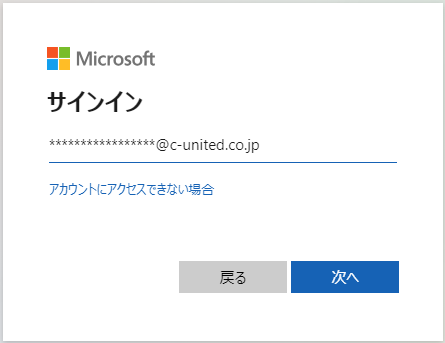 Microsoft
サインイン
*****************@c-united.co.jp
アカウントにアクセスできない場合
戻る
次へ